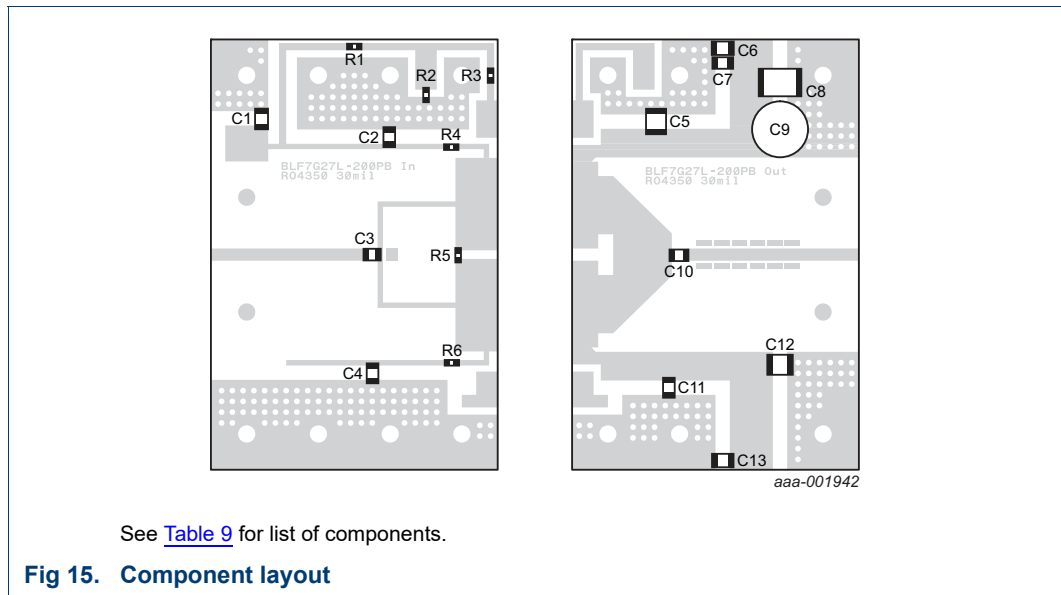 R1
R2
R3
C1
C2
R4
BLF7G27L-200PB In
RO4350 30mil
C3
R5
R6
C4
C6
C7
C8
C5
C9
BLF7G27L-200PB Out
RO4350 30mil
C10
C12
C11
C13
aaa-001942
See Table 9 for list of components.
Fig 15. Component layout